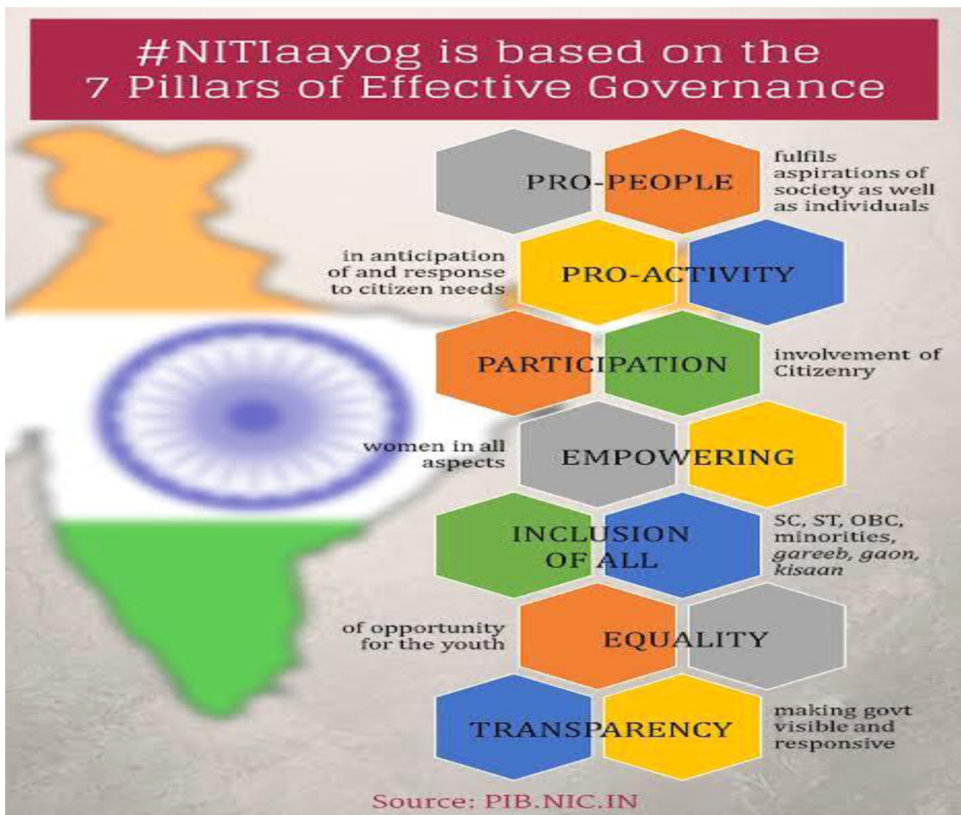 #NITIaayog is based on the
7 Pillars of Effective Governance
PRO-PEOPLE
fulfils
aspirations of
society as well
as individuals
in anticipation
of and response
to citizen needs
PRO-ACTIVITY
PARTICIPATION
involvement of
Citizenry
women in all
aspects
EMPOWERING
INCLUSION
OF ALL
SC, ST, OBC,
minorities,
gareeb, gaon,
kisaan
of opportunity
for the youth
EQUALITY
TRANSPARENCY
making govt
visible and
responsive
Source: PIB.NIC.IN